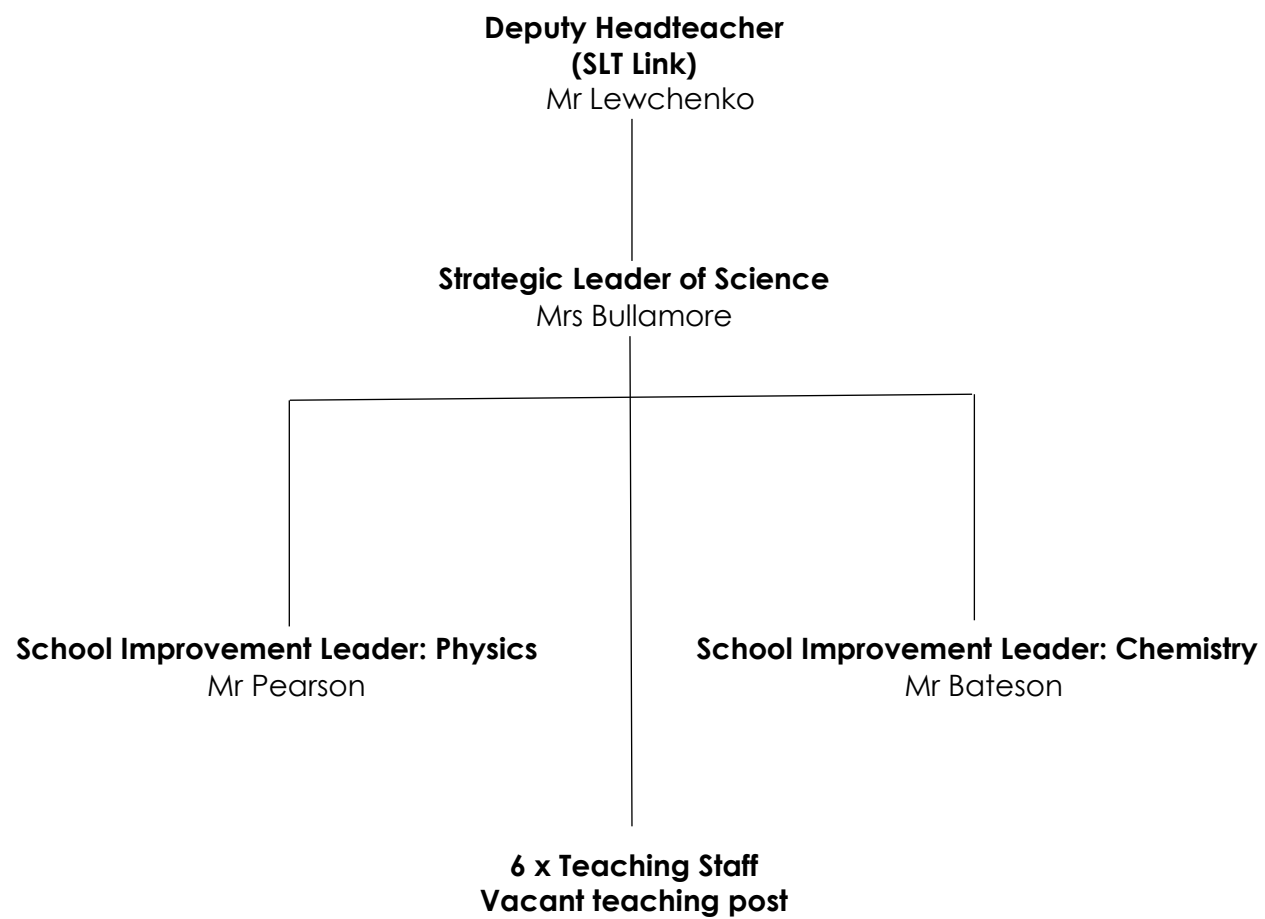 Deputy Headteacher
(SLT Link)
Mr Lewchenko
Strategic Leader of Science
Mrs Bullamore
School Improvement Leader: Physics
Mr Pearson
School Improvement Leader: Chemistry
Mr Bateson
6 x Teaching Staff
Vacant teaching post